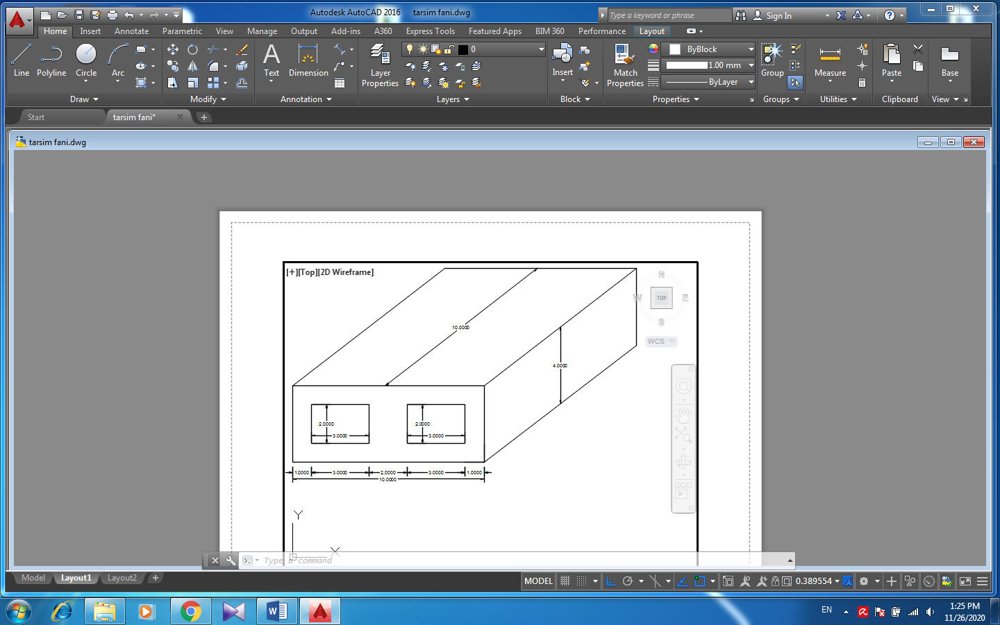 Autodesk AutoCAD 2016 tarsim fani.dwg
Type a keyword or phrase
Sign In
Home Insert Annotate Parametric View Manage Output Add-ins A360 Express Tools Featured Apps BIM 360 Performance Layout
Line Polyline Circle Arc
Text Dimension
Layer Properties
0
Insert
Match Properties
ByBlock
1.00 mm
ByLayer
Group
Measure
Paste
Base
Draw Modify Annotation Layers Block Properties Groups Utilities Clipboard View
Start tarsim fani*
tarsim fani.dwg
[+][Top][2D Wireframe]
N
W TOP E
S
WCS
10.0000
4.0000
2.0000 2.0000
3.0000 3.0000
1.0000 3.0000 2.0000 3.0000 1.0000
10.0000
Y
X
Type a command
Model Layout1 Layout2
MODEL
0.389554
EN
1:25 PM
11/26/2020